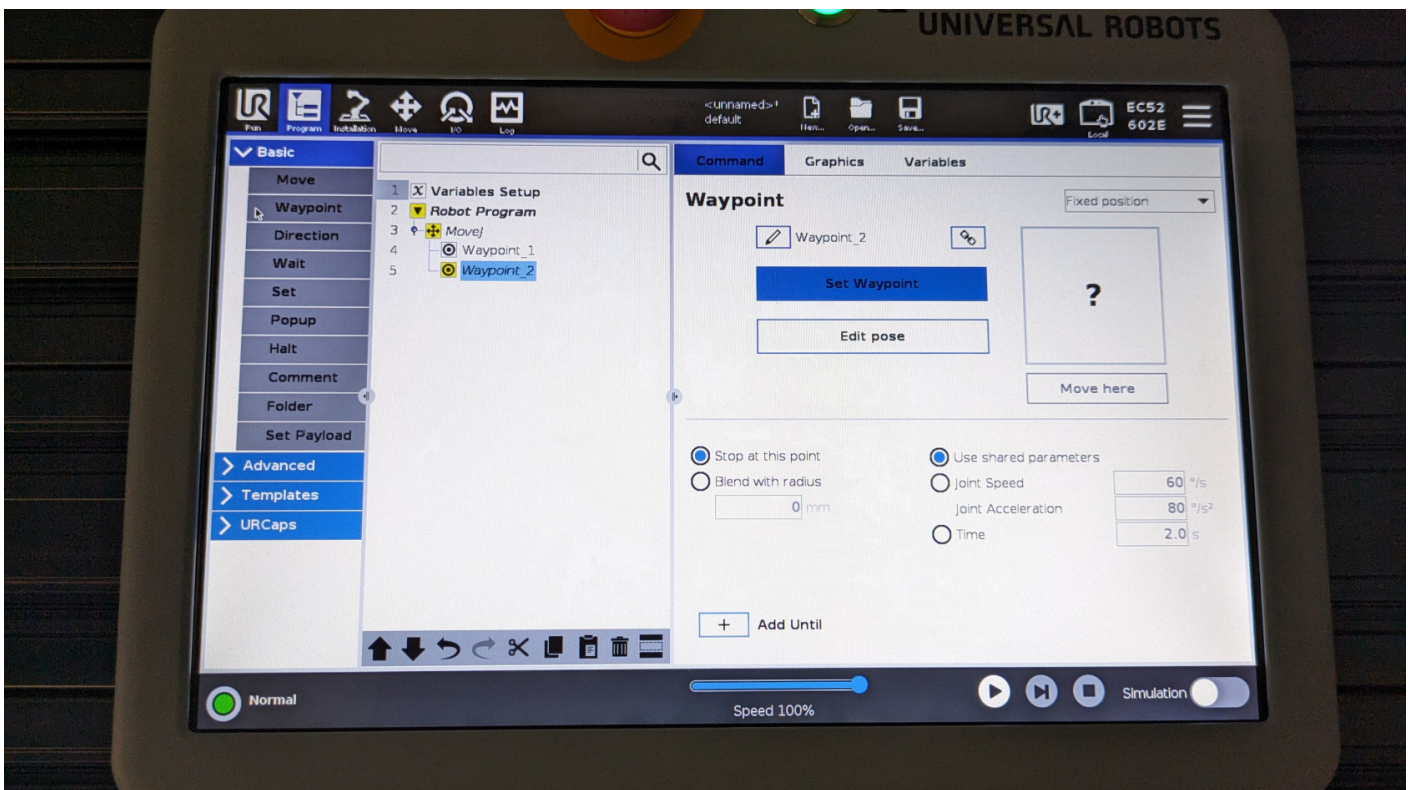 UNIVERSAL ROBOTS
Run Program Installation Move I/O Log
<unnamed>*
default
New... Open... Save...
UR+
Local
EC52
602E
Basic
Move
Waypoint
Direction
Wait
Set
Popup
Halt
Comment
Folder
Set Payload
Advanced
Templates
URCaps
1 X Variables Setup
2 Robot Program
3 MoveJ
4 Waypoint_1
5 Waypoint_2
Command Graphics Variables
Waypoint
Fixed position
Waypoint_2
Set Waypoint
?
Edit pose
Move here
Stop at this point
Blend with radius
0 mm
Use shared parameters
Joint Speed 60 °/s
Joint Acceleration 80 °/s²
Time 2.0 s
+ Add Until
Normal
Speed 100%
Simulation